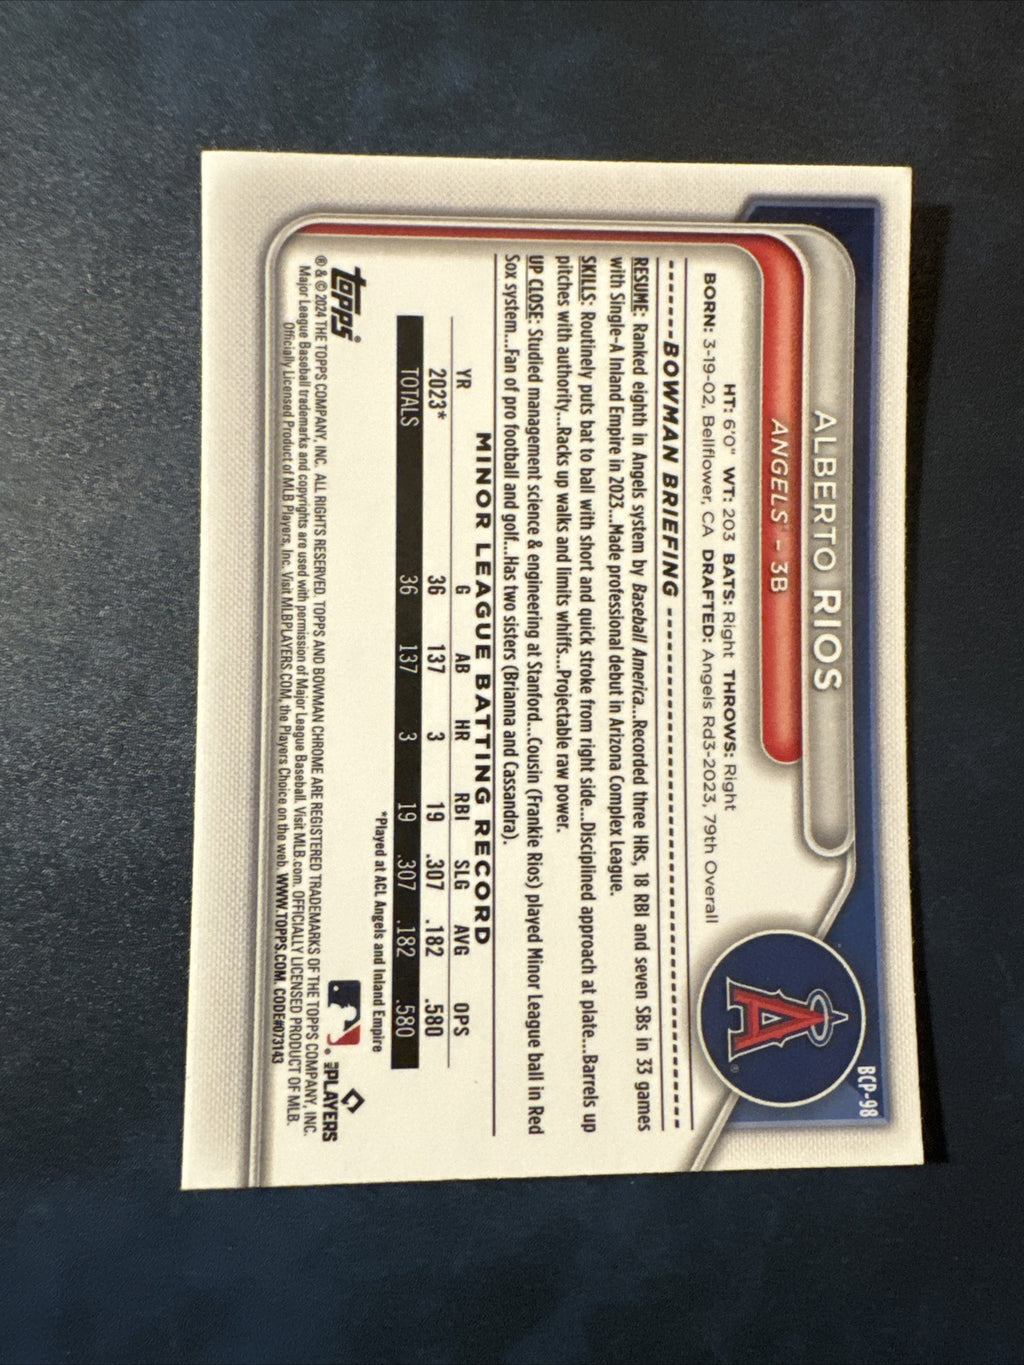 BCP-98
ALBERTO RIOS
ANGELS® – 3B
HT: 6'0" WT: 203 BATS: Right THROWS: Right
BORN: 3-19-02, Bellflower, CA DRAFTED: Angels Rd3-2023, 79th Overall
BOWMAN BRIEFING
RESUME: Ranked eighth in Angels system by Baseball America...Recorded three HRs, 18 RBI and seven SBs in 33 games
with Single-A Inland Empire in 2023...Made professional debut in Arizona Complex League.
SKILLS: Routinely puts bat to ball with short and quick stroke from right side...Disciplined approach at plate...Barrels up
pitches with authority...Racks up walks and limits whiffs...Projectable raw power.
UP CLOSE: Studied management science & engineering at Stanford...Cousin (Frankie Rios) played Minor League ball in Red
Sox system...Fan of pro football and golf...Has two sisters (Brianna and Cassandra).
MINOR LEAGUE BATTING RECORD
YR G AB HR RBI SLG AVG OPS
2023* 36 137 3 19 .307 .182 .580
TOTALS 36 137 3 19 .307 .182 .580
*Played at ACL Angels and Inland Empire
topps®
MLB PLAYERS
® & © 2024 THE TOPPS COMPANY, INC. ALL RIGHTS RESERVED. TOPPS AND BOWMAN CHROME ARE REGISTERED TRADEMARKS OF THE TOPPS COMPANY, INC.
Major League Baseball trademarks and copyrights are used with permission of Major League Baseball. Visit MLB.com. OFFICIALLY LICENSED PRODUCT OF MLB.
Officially Licensed Product of MLB Players, Inc. Visit MLBPLAYERS.COM, the Players Choice on the web. WWW.TOPPS.COM. CODE#073143